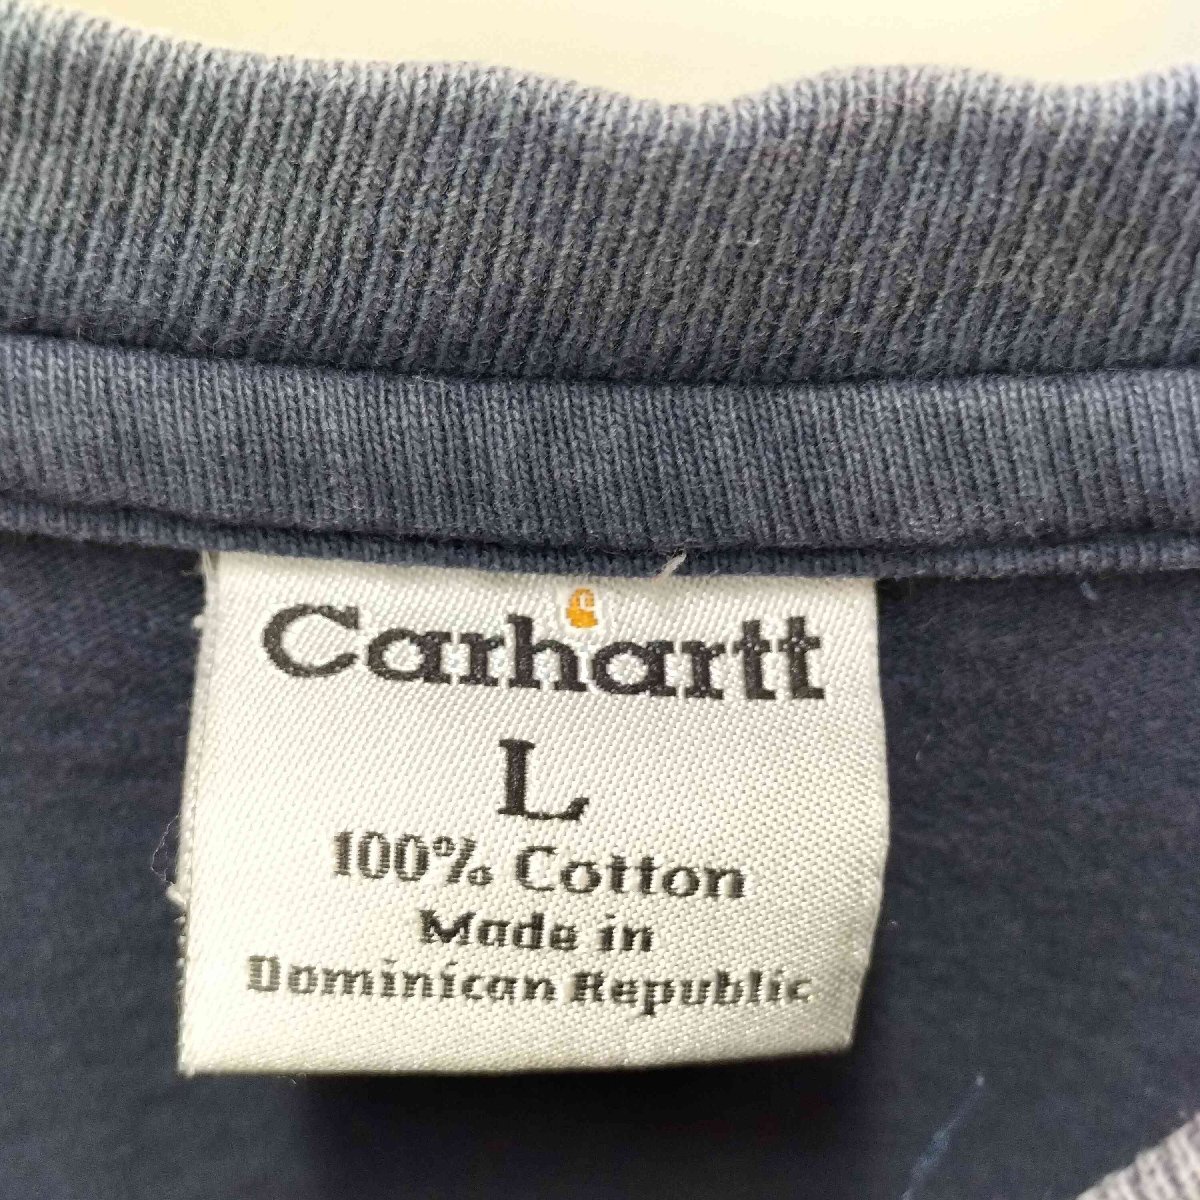 Carhartt
L
100% Cotton
Made in
Dominican Republic